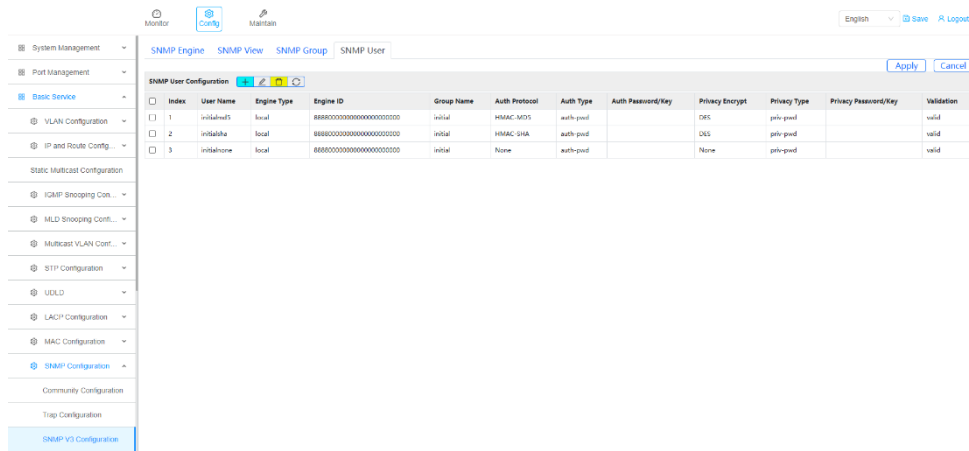 Monitor
Config
Maintain
English
Save
Logout
System Management
Port Management
Basic Service
VLAN Configuration
IP and Route Config...
Static Multicast Configuration
IGMP Snooping Con...
MLD Snooping Confi...
Multicast VLAN Conf...
STP Configuration
UDLD
LACP Configuration
MAC Configuration
SNMP Configuration
Community Configuration
Trap Configuration
SNMP V3 Configuration
SNMP Engine SNMP View SNMP Group SNMP User
Apply Cancel
SNMP User Configuration
Index User Name Engine Type Engine ID Group Name Auth Protocol Auth Type Auth Password/Key Privacy Encrypt Privacy Type Privacy Password/Key Validation
1 initialmd5 local initial HMAC-MD5 auth-pwd DES priv-pwd valid
2 initialsha local initial HMAC-SHA auth-pwd DES priv-pwd valid
3 initialnone local initial None auth-pwd None priv-pwd valid